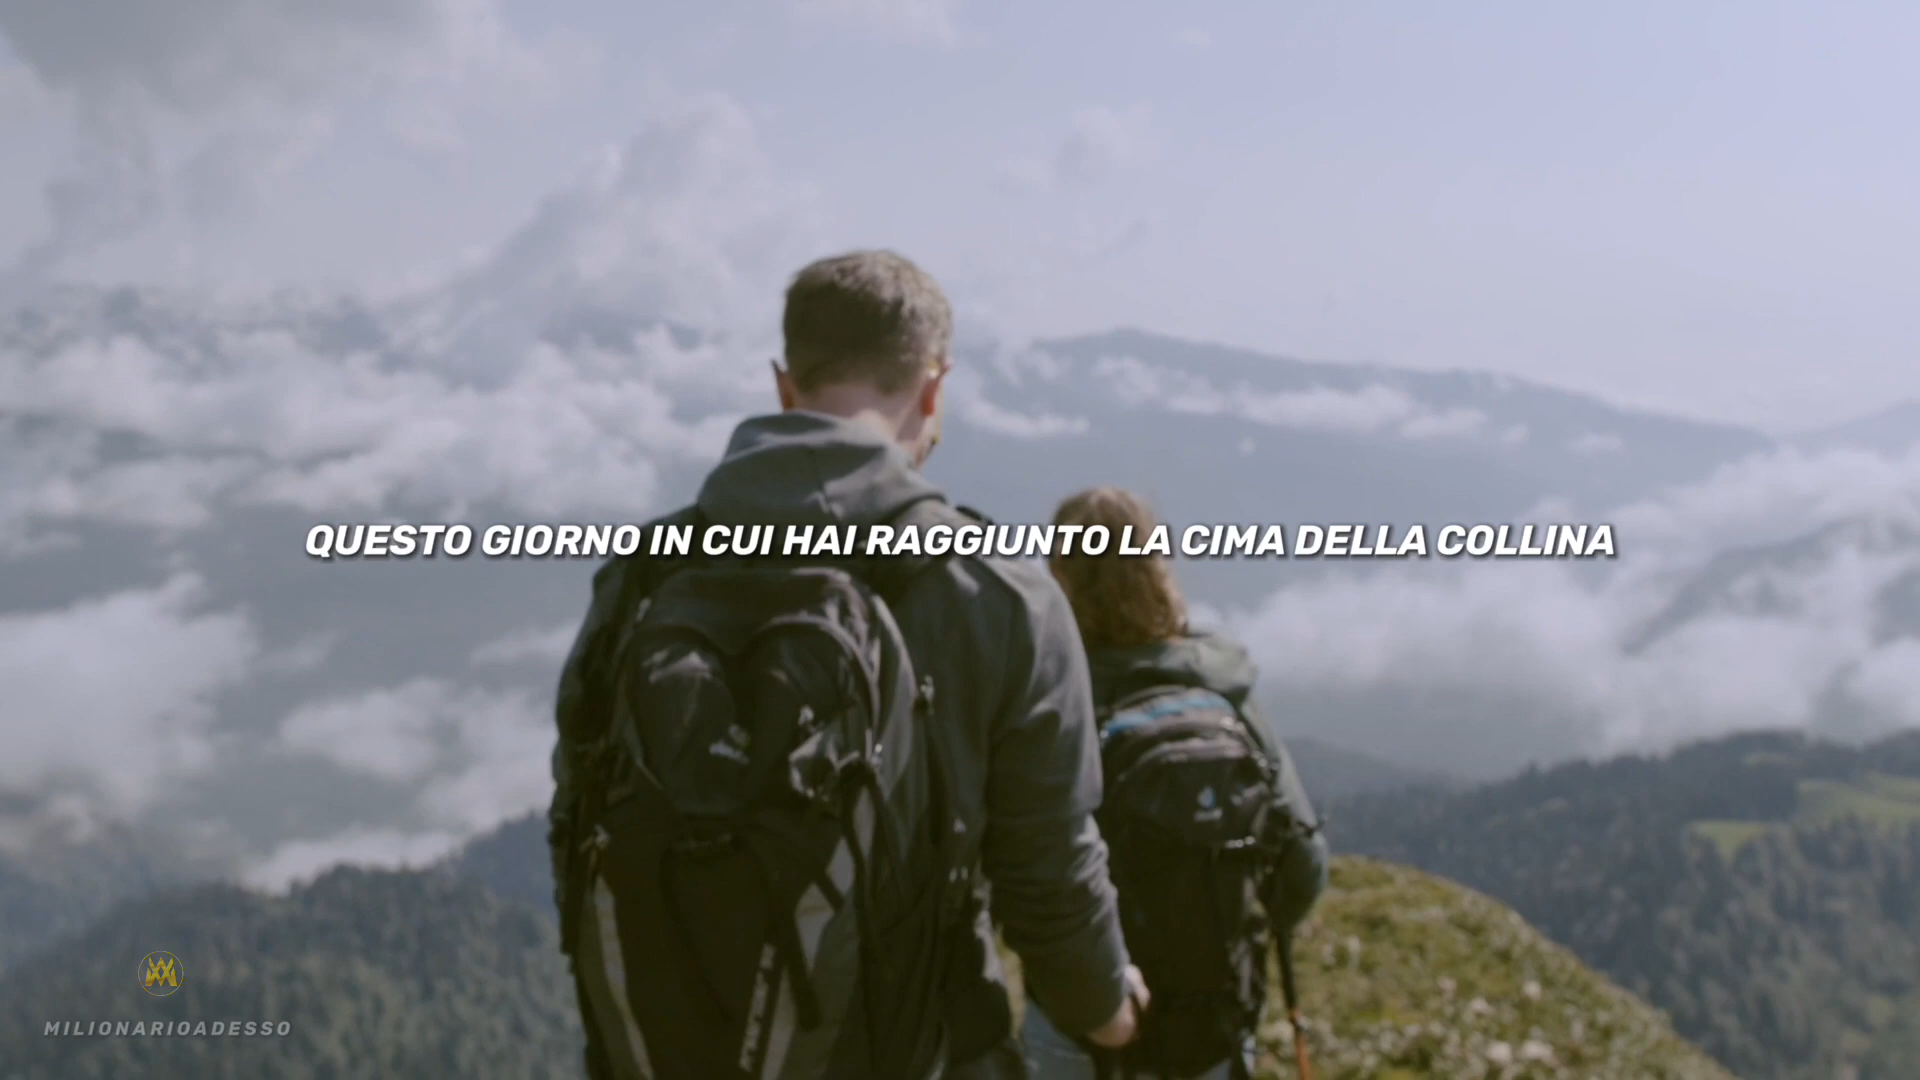 QUESTO GIORNO IN CUI HAI RAGGIUNTO LA CIMA DELLA COLLINA
MILIONARIOADESSO